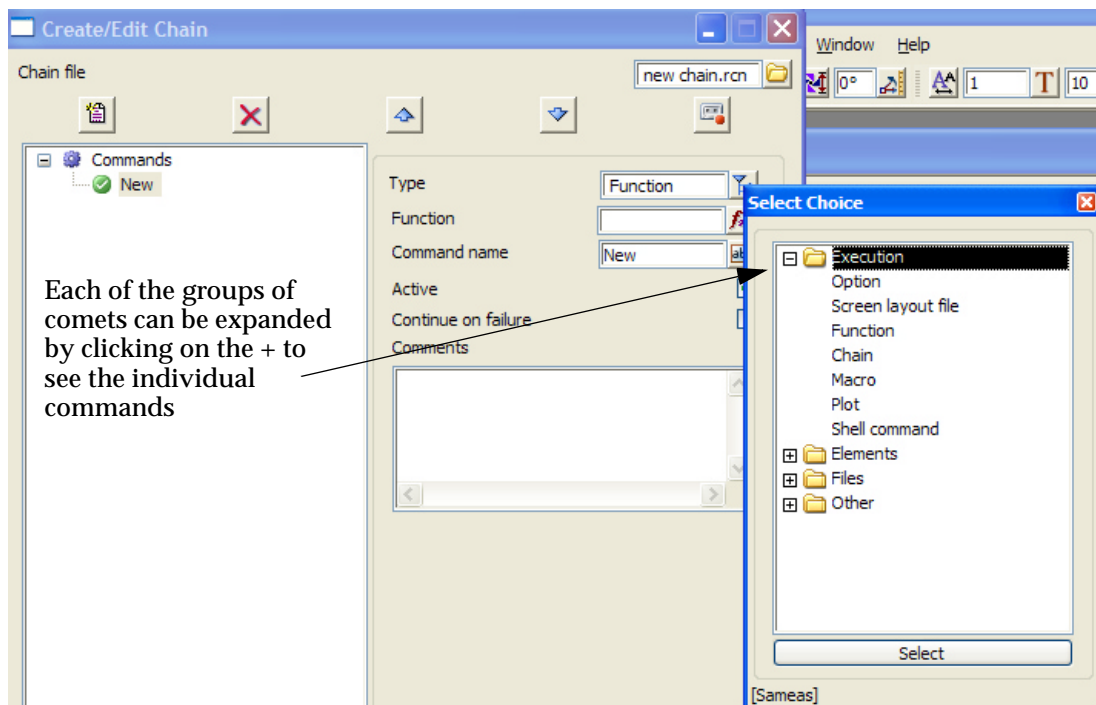 Create/Edit Chain
Window Help
Chain file
new chain.rcn
0°
1
T
10
Commands
New
Type
Function
Function
Command name
New
Active
Continue on failure
Comments
Each of the groups of
comets can be expanded
by clicking on the + to
see the individual
commands
Select Choice
Execution
Option
Screen layout file
Function
Chain
Macro
Plot
Shell command
Elements
Files
Other
Select
[Sameas]